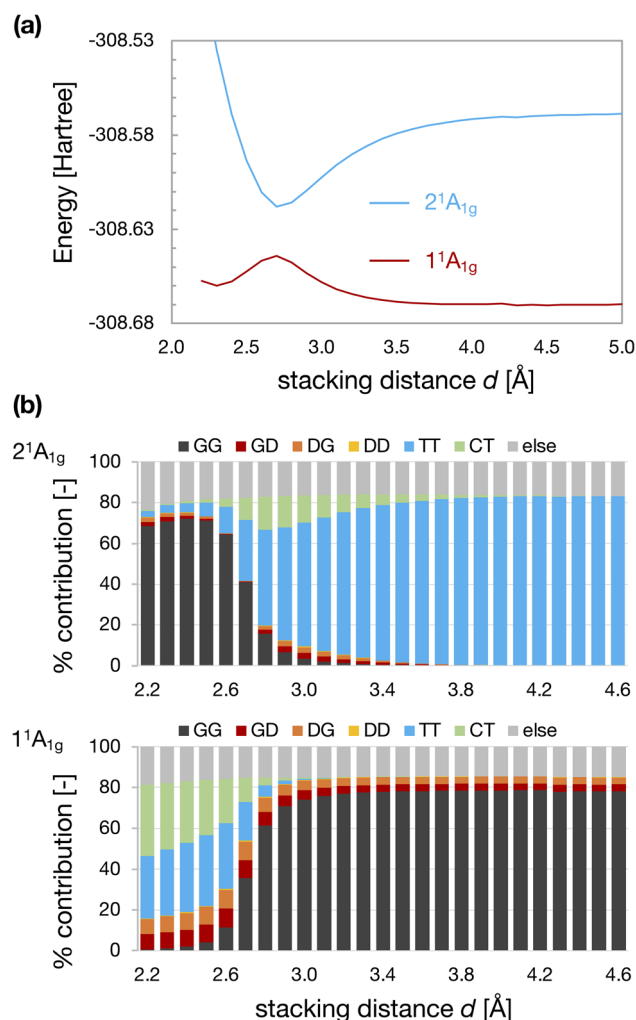 (a)
-308.53
-308.58
-308.63
-308.68
Energy [Hartree]
2¹A₁g
1¹A₁g
2.0 2.5 3.0 3.5 4.0 4.5 5.0
stacking distance d [Å]
(b)
2¹A₁g
GG GD DG DD TT CT else
100
80
60
40
20
0
% contribution [-]
2.2 2.6 3.0 3.4 3.8 4.2 4.6
1¹A₁g
GG GD DG DD TT CT else
100
80
60
40
20
0
% contribution [-]
2.2 2.6 3.0 3.4 3.8 4.2 4.6
stacking distance d [Å]